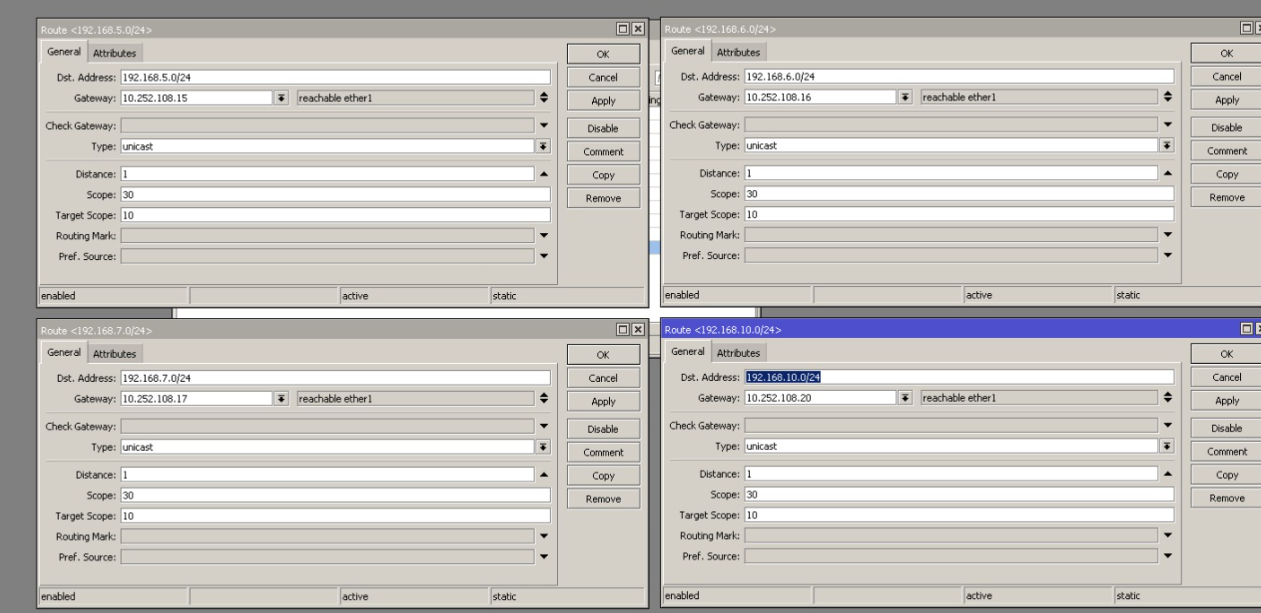 Route <192.168.5.0/24>
General Attributes
Dst. Address: 192.168.5.0/24
Gateway: 10.252.108.15 reachable ether1
Check Gateway:
Type: unicast
Distance: 1
Scope: 30
Target Scope: 10
Routing Mark:
Pref. Source:
OK
Cancel
Apply
Disable
Comment
Copy
Remove
enabled active static
Route <192.168.6.0/24>
General Attributes
Dst. Address: 192.168.6.0/24
Gateway: 10.252.108.16 reachable ether1
Check Gateway:
Type: unicast
Distance: 1
Scope: 30
Target Scope: 10
Routing Mark:
Pref. Source:
OK
Cancel
Apply
Disable
Comment
Copy
Remove
enabled active static
Route <192.168.7.0/24>
General Attributes
Dst. Address: 192.168.7.0/24
Gateway: 10.252.108.17 reachable ether1
Check Gateway:
Type: unicast
Distance: 1
Scope: 30
Target Scope: 10
Routing Mark:
Pref. Source:
OK
Cancel
Apply
Disable
Comment
Copy
Remove
enabled active static
Route <192.168.10.0/24>
General Attributes
Dst. Address: 192.168.10.0/24
Gateway: 10.252.108.20 reachable ether1
Check Gateway:
Type: unicast
Distance: 1
Scope: 30
Target Scope: 10
Routing Mark:
Pref. Source:
OK
Cancel
Apply
Disable
Comment
Copy
Remove
enabled active static